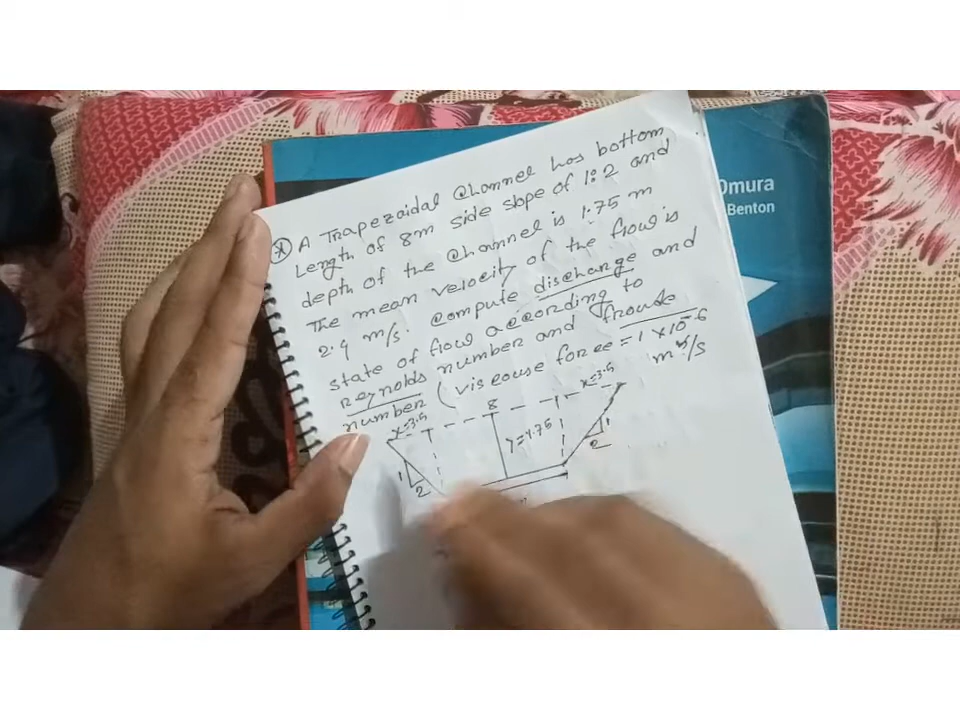 A Trapezoidal channel has bottom
Length of 8m side slope of 1:2 and
depth of the channel is 1.75 m
The mean velocity of the flow is
2.4 m/s. compute discharge and
state of flow according to
Reynolds number and froude
number ( viscouse force = 1 x 10^-6
m²/s
x=3.5
8
x=3.5
y=1.75
1
2
1
2
Omura
Benton